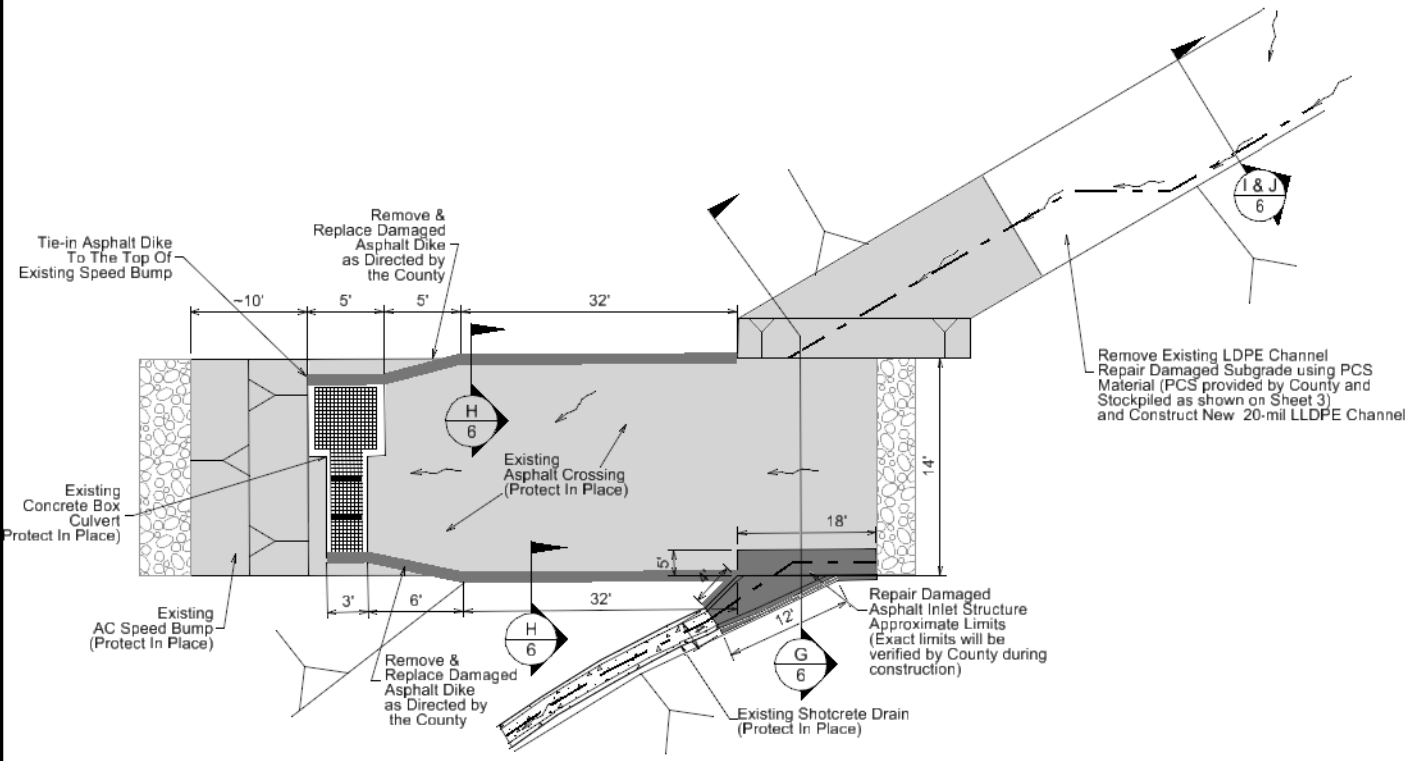 I & J
6
Remove &
Replace Damaged
Asphalt Dike
as Directed by
the County
Tie-in Asphalt Dike
To The Top Of
Existing Speed Bump
~10'
5'
5'
32'
Remove Existing LDPE Channel
Repair Damaged Subgrade using PCS
Material (PCS provided by County and
Stockpiled as shown on Sheet 3)
and Construct New 20-mil LLDPE Channel
H
6
Existing
Asphalt Crossing
(Protect In Place)
14'
Existing
Concrete Box
Culvert
Protect In Place)
18'
5'
4'
12'
3'
6'
32'
Existing
AC Speed Bump
(Protect In Place)
H
6
Repair Damaged
Asphalt Inlet Structure
Approximate Limits
(Exact limits will be
verified by County during
construction)
G
6
Remove &
Replace Damaged
Asphalt Dike
as Directed by
the County
Existing Shotcrete Drain
(Protect In Place)